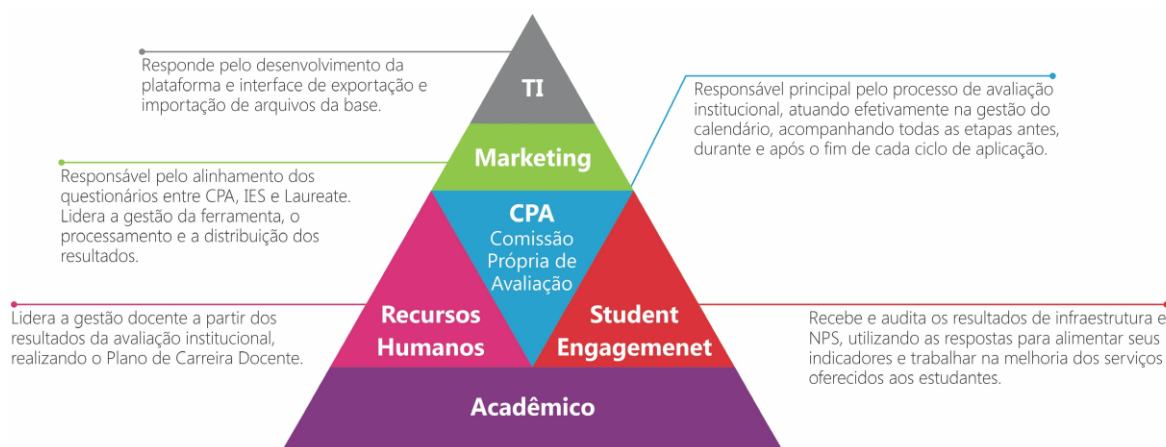 TI
Responde pelo desenvolvimento da
plataforma e interface de exportação e
importação de arquivos da base.
Responsável principal pelo processo de avaliação
institucional, atuando efetivamente na gestão do
calendário, acompanhando todas as etapas antes,
durante e após o fim de cada ciclo de aplicação.
Marketing
Responsável pelo alinhamento dos
questionários entre CPA, IES e Laureate.
Lidera a gestão da ferramenta, o
processamento e a distribuição dos
resultados.
CPA
Comissão
Própria de
Avaliação
Lidera a gestão docente a partir dos
resultados da avaliação institucional,
realizando o Plano de Carreira Docente.
Recursos
Humanos
Student
Engagemenet
Recebe e audita os resultados de infraestrutura e
NPS, utilizando as respostas para alimentar seus
indicadores e trabalhar na melhoria dos serviços
oferecidos aos estudantes.
Acadêmico